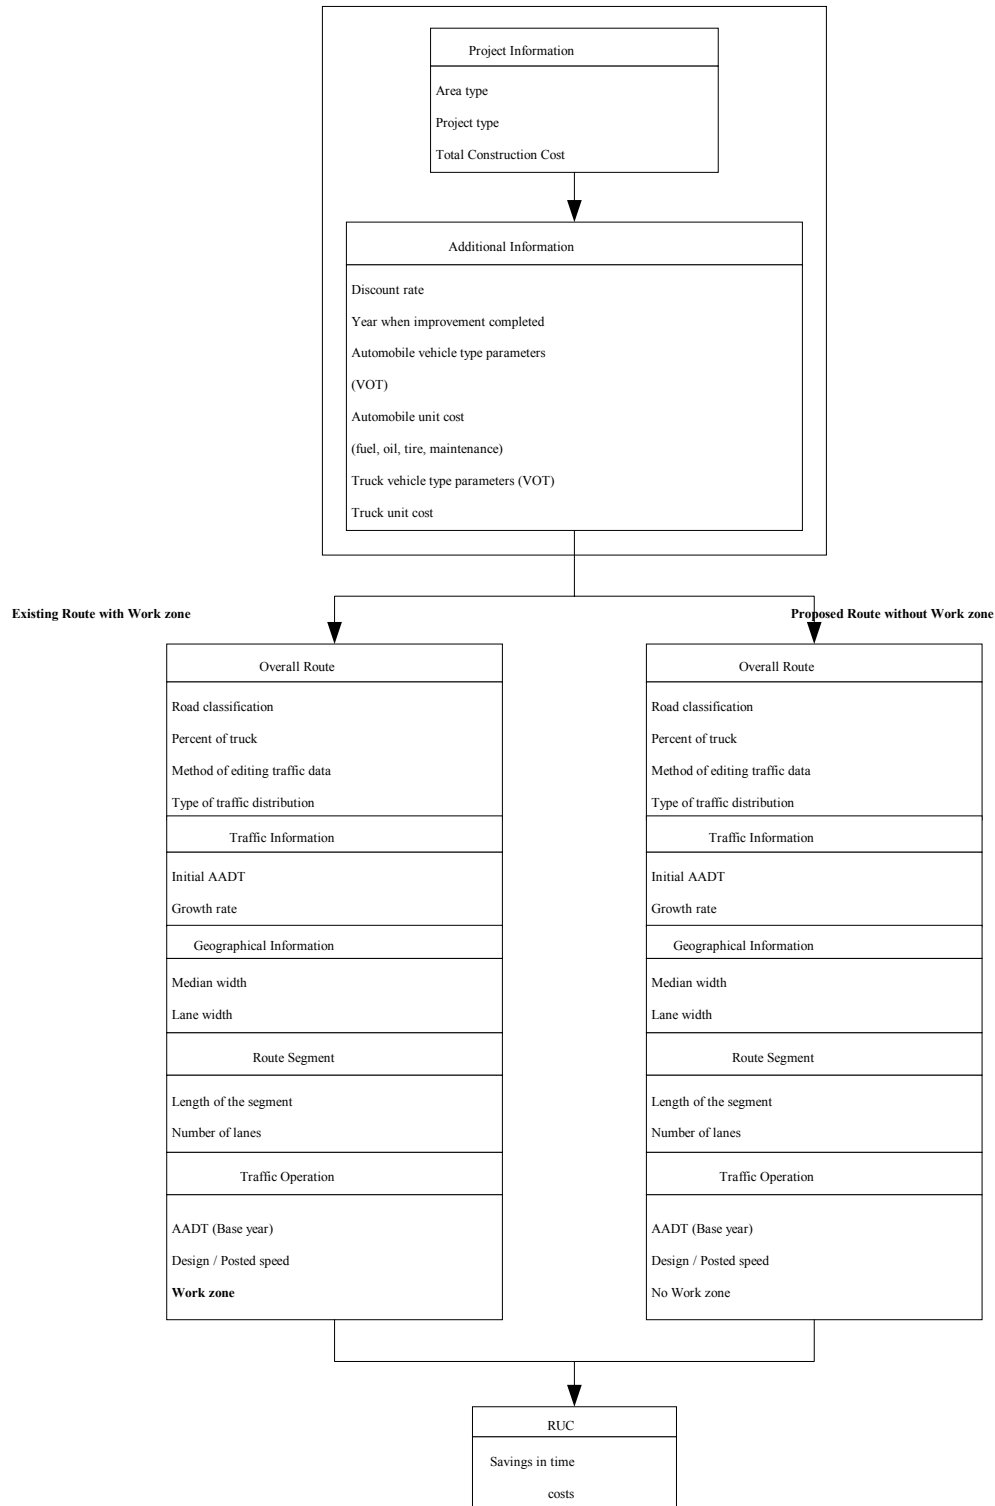 Project Information
Area type
Project type
Total Construction Cost
Additional Information
Discount rate
Year when improvement completed
Automobile vehicle type parameters
(VOT)
Automobile unit cost
(fuel, oil, tire, maintenance)
Truck vehicle type parameters (VOT)
Truck unit cost
Existing Route with Work zone
Overall Route
Road classification
Percent of truck
Method of editing traffic data
Type of traffic distribution
Traffic Information
Initial AADT
Growth rate
Geographical Information
Median width
Lane width
Route Segment
Length of the segment
Number of lanes
Traffic Operation
AADT (Base year)
Design / Posted speed
Work zone
Proposed Route without Work zone
Overall Route
Road classification
Percent of truck
Method of editing traffic data
Type of traffic distribution
Traffic Information
Initial AADT
Growth rate
Geographical Information
Median width
Lane width
Route Segment
Length of the segment
Number of lanes
Traffic Operation
AADT (Base year)
Design / Posted speed
No Work zone
RUC
Savings in time
costs